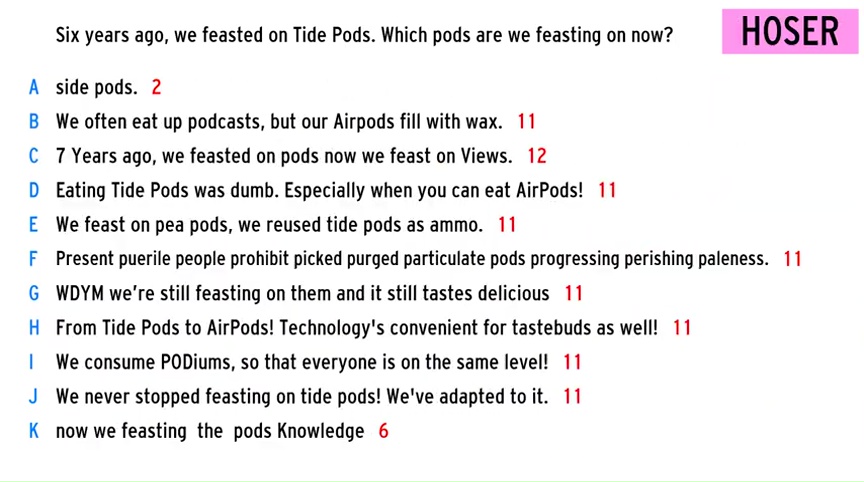 Six years ago, we feasted on Tide Pods. Which pods are we feasting on now?
HOSER
A side pods. 2
B We often eat up podcasts, but our Airpods fill with wax. 11
C 7 Years ago, we feasted on pods now we feast on Views. 12
D Eating Tide Pods was dumb. Especially when you can eat AirPods! 11
E We feast on pea pods, we reused tide pods as ammo. 11
F Present puerile people prohibit picked purged particulate pods progressing perishing paleness. 11
G WDYM we're still feasting on them and it still tastes delicious 11
H From Tide Pods to AirPods! Technology's convenient for tastebuds as well! 11
I We consume PODiums, so that everyone is on the same level! 11
J We never stopped feasting on tide pods! We've adapted to it. 11
K now we feasting the pods Knowledge 6